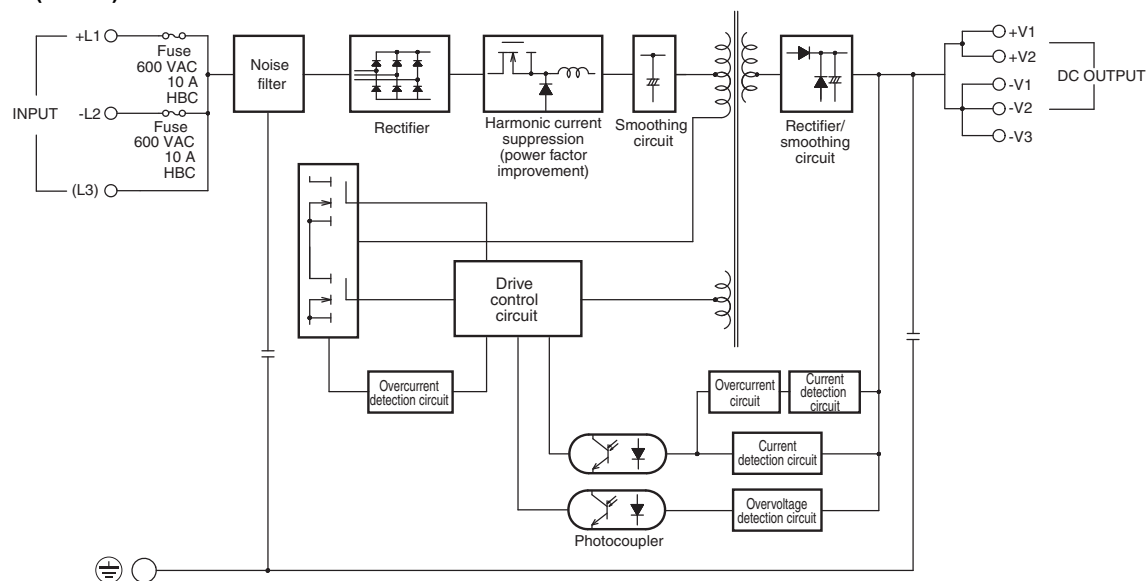 +L1
Fuse
600 VAC
10 A
HBC
INPUT
-L2
Fuse
600 VAC
10 A
HBC
(L3)
Noise
filter
Rectifier
Harmonic current
suppression
(power factor
improvement)
Smoothing
circuit
Rectifier/
smoothing
circuit
+V1
+V2
DC OUTPUT
-V1
-V2
-V3
Drive
control
circuit
Overcurrent
detection circuit
Overcurrent
circuit
Current
detection
circuit
Current
detection circuit
Overvoltage
detection circuit
Photocoupler